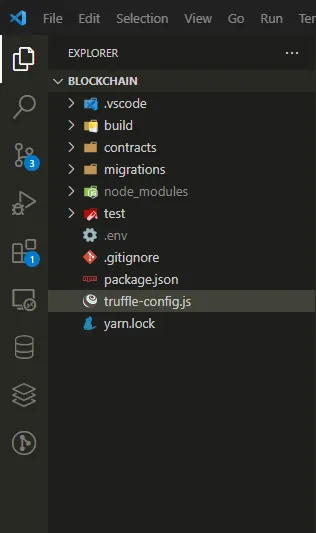 File Edit Selection View Go Run
EXPLORER
BLOCKCHAIN
.vscode
build
contracts
migrations
3
node_modules
test
.env
.gitignore
1
package.json
truffle-config.js
yarn.lock